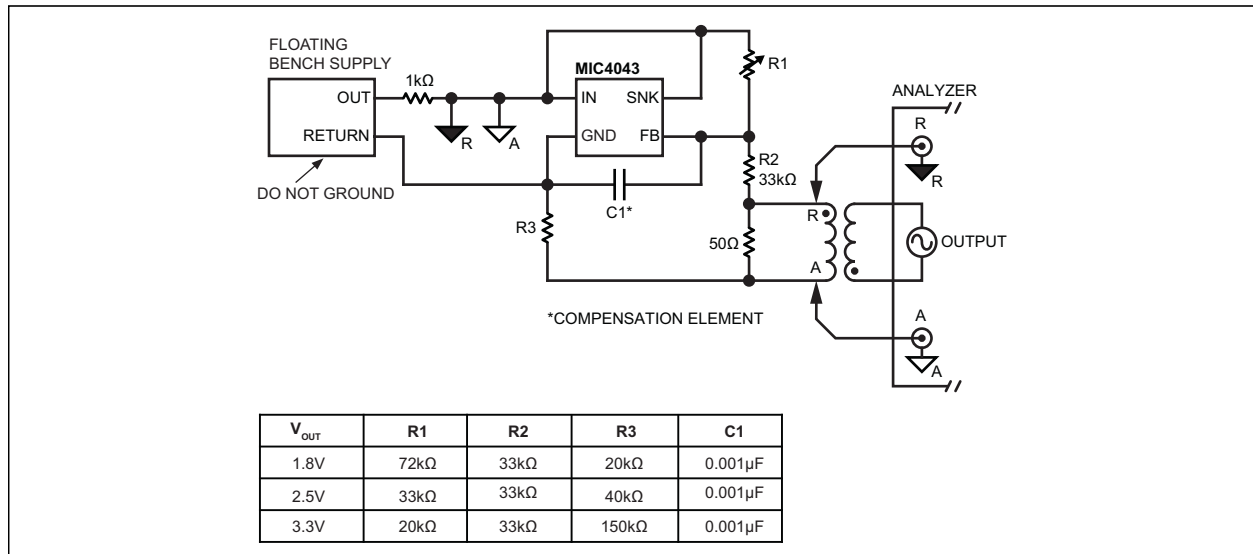 FLOATING
BENCH SUPPLY
OUT
RETURN
DO NOT GROUND
1kΩ
R
A
MIC4043
IN
SNK
GND
FB
C1*
R1
R2
33kΩ
R3
50Ω
R
A
ANALYZER
R
R
OUTPUT
A
A
*COMPENSATION ELEMENT
V_OUT R1 R2 R3 C1
1.8V 72kΩ 33kΩ 20kΩ 0.001µF
2.5V 33kΩ 33kΩ 40kΩ 0.001µF
3.3V 20kΩ 33kΩ 150kΩ 0.001µF